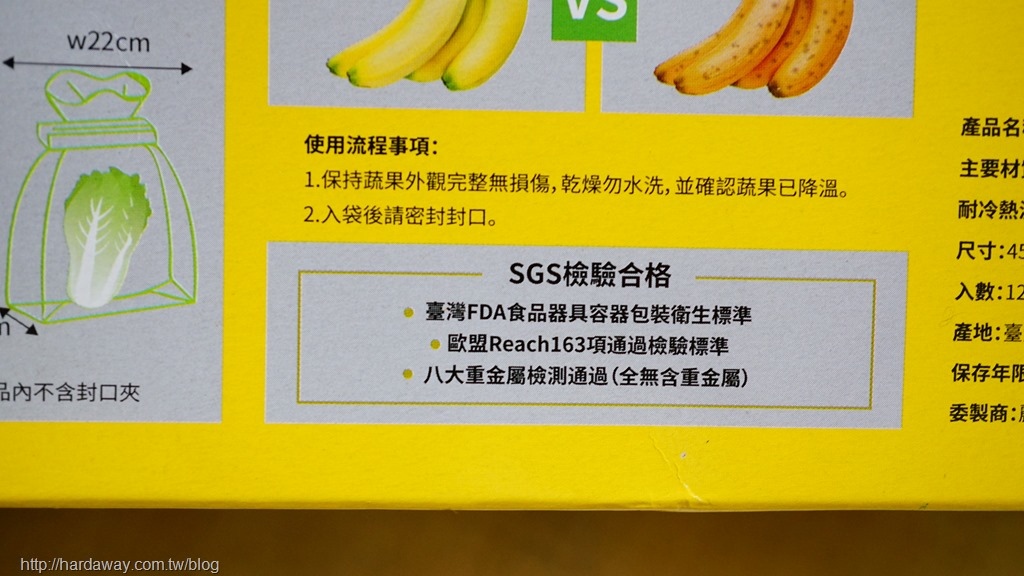 w22cm
VS
使用流程事項：
1.保持蔬果外觀完整無損傷，乾燥勿水洗，並確認蔬果已降溫。
2.入袋後請密封封口。
SGS檢驗合格
臺灣FDA食品器具容器包裝衛生標準
歐盟Reach163項通過檢驗標準
八大重金屬檢測通過（全無含重金屬）
品內不含封口夾
產品名
主要材
耐冷熱
尺寸：45
入數：12
產地：臺
保存年限
委製商：
http://hardaway.com.tw/blog